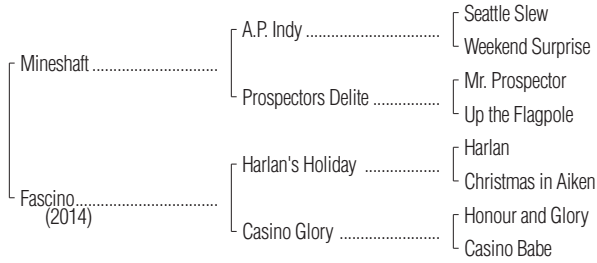 Seattle Slew
A.P. Indy ........................
Weekend Surprise
Mineshaft ......................
Mr. Prospector
Prospectors Delite ............
Up the Flagpole
Harlan
Harlan's Holiday .............
Christmas in Aiken
Fascino.........................
(2014)
Honour and Glory
Casino Glory ..................
Casino Babe